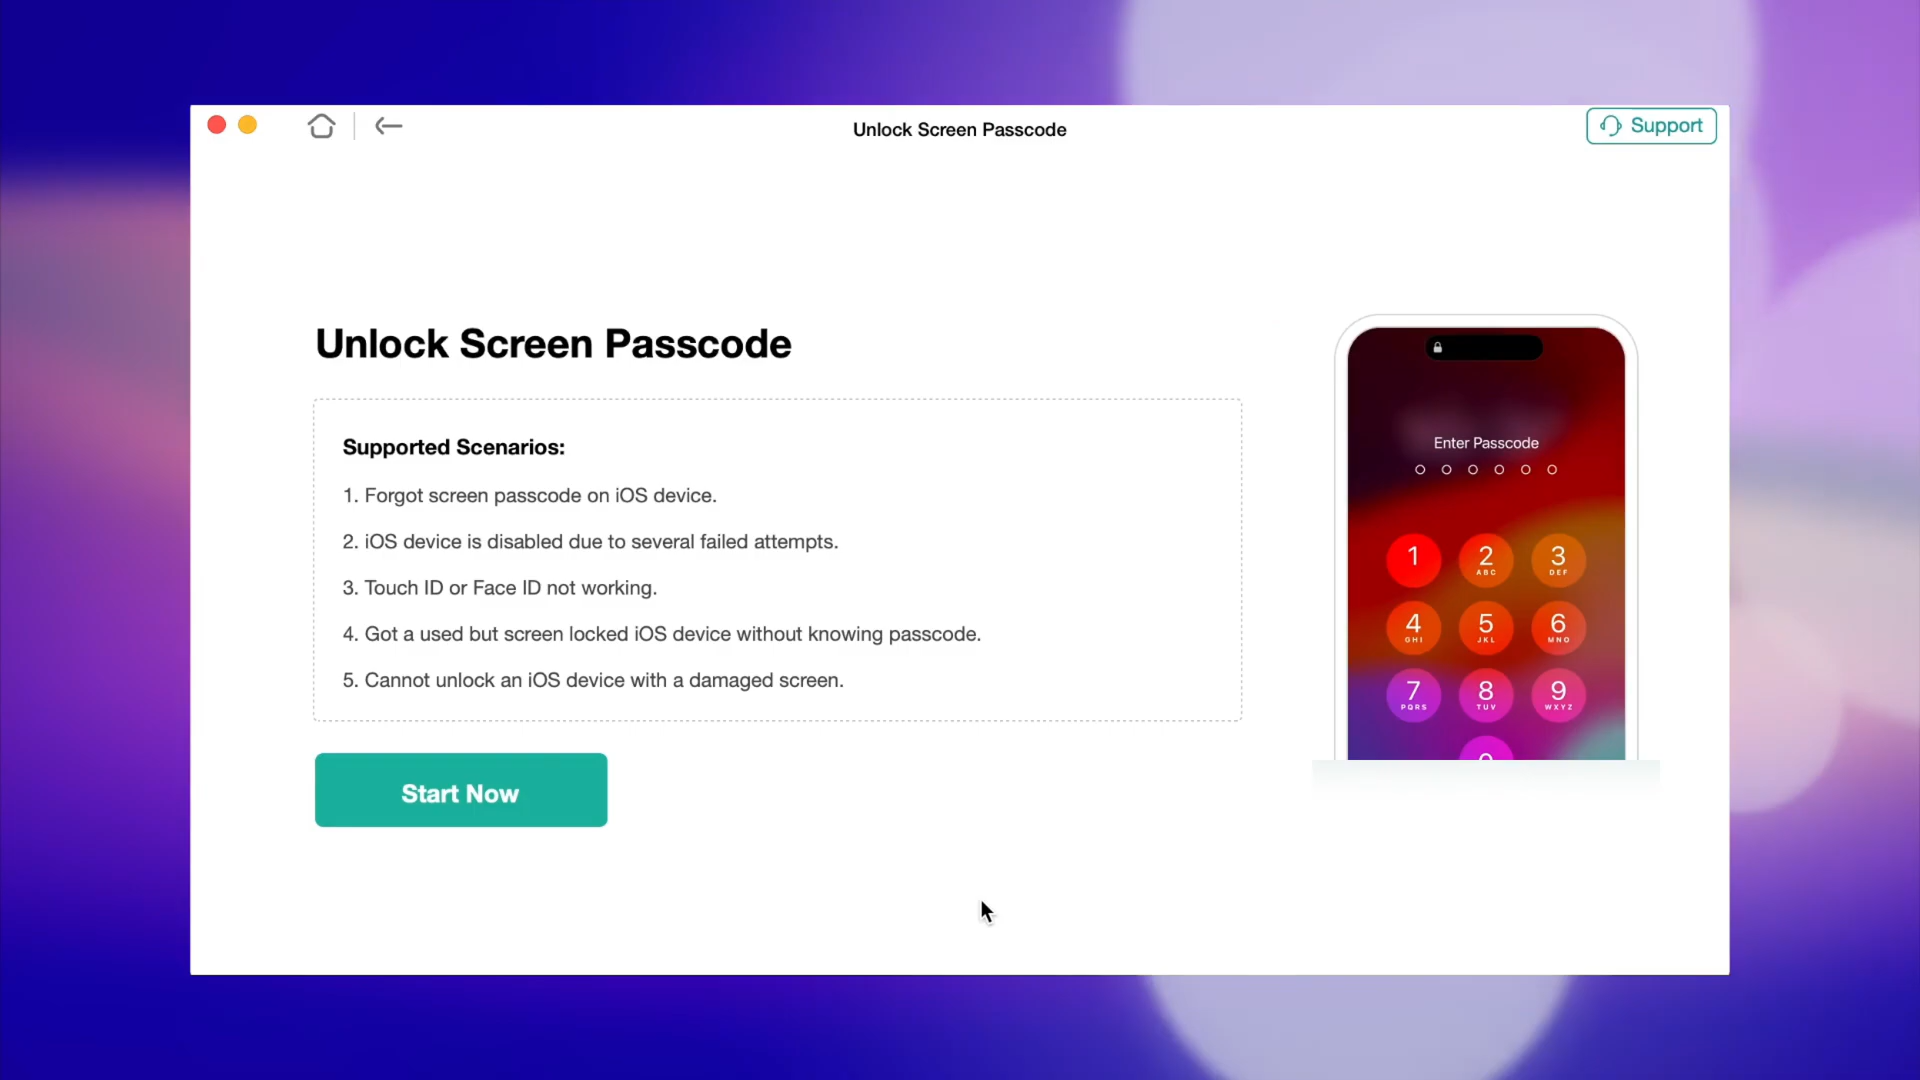 Unlock Screen Passcode
Support
Unlock Screen Passcode
Supported Scenarios:
1. Forgot screen passcode on iOS device.
2. iOS device is disabled due to several failed attempts.
3. Touch ID or Face ID not working.
4. Got a used but screen locked iOS device without knowing passcode.
5. Cannot unlock an iOS device with a damaged screen.
Start Now
Enter Passcode
1 2 3
ABC DEF
4 5 6
GHI JKL MNO
7 8 9
PQRS TUV WXYZ